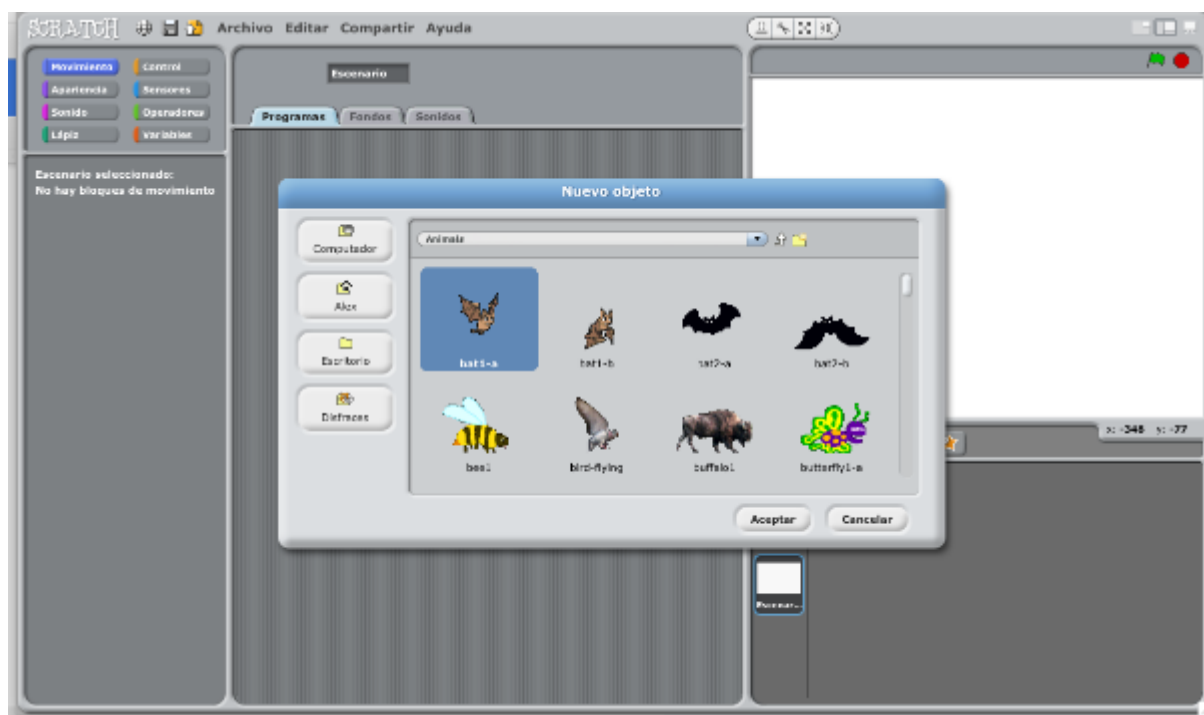 SCRATCH Archivo Editar Compartir Ayuda
Movimiento Control
Apariencia Sensores
Sonido Operadores
Lápiz Variables
Escenario
Programas Fondos Sonidos
Escenario seleccionado:
No hay bloques de movimiento
Nuevo objeto
Computador
Alex
Escritorio
Disfraces
Animals
bat1-a bat1-b bat2-a bat2-b
bee1 bird-flying buffalo1 butterfly1-a
Aceptar Cancelar
x: -346 y: -77
Escenar...